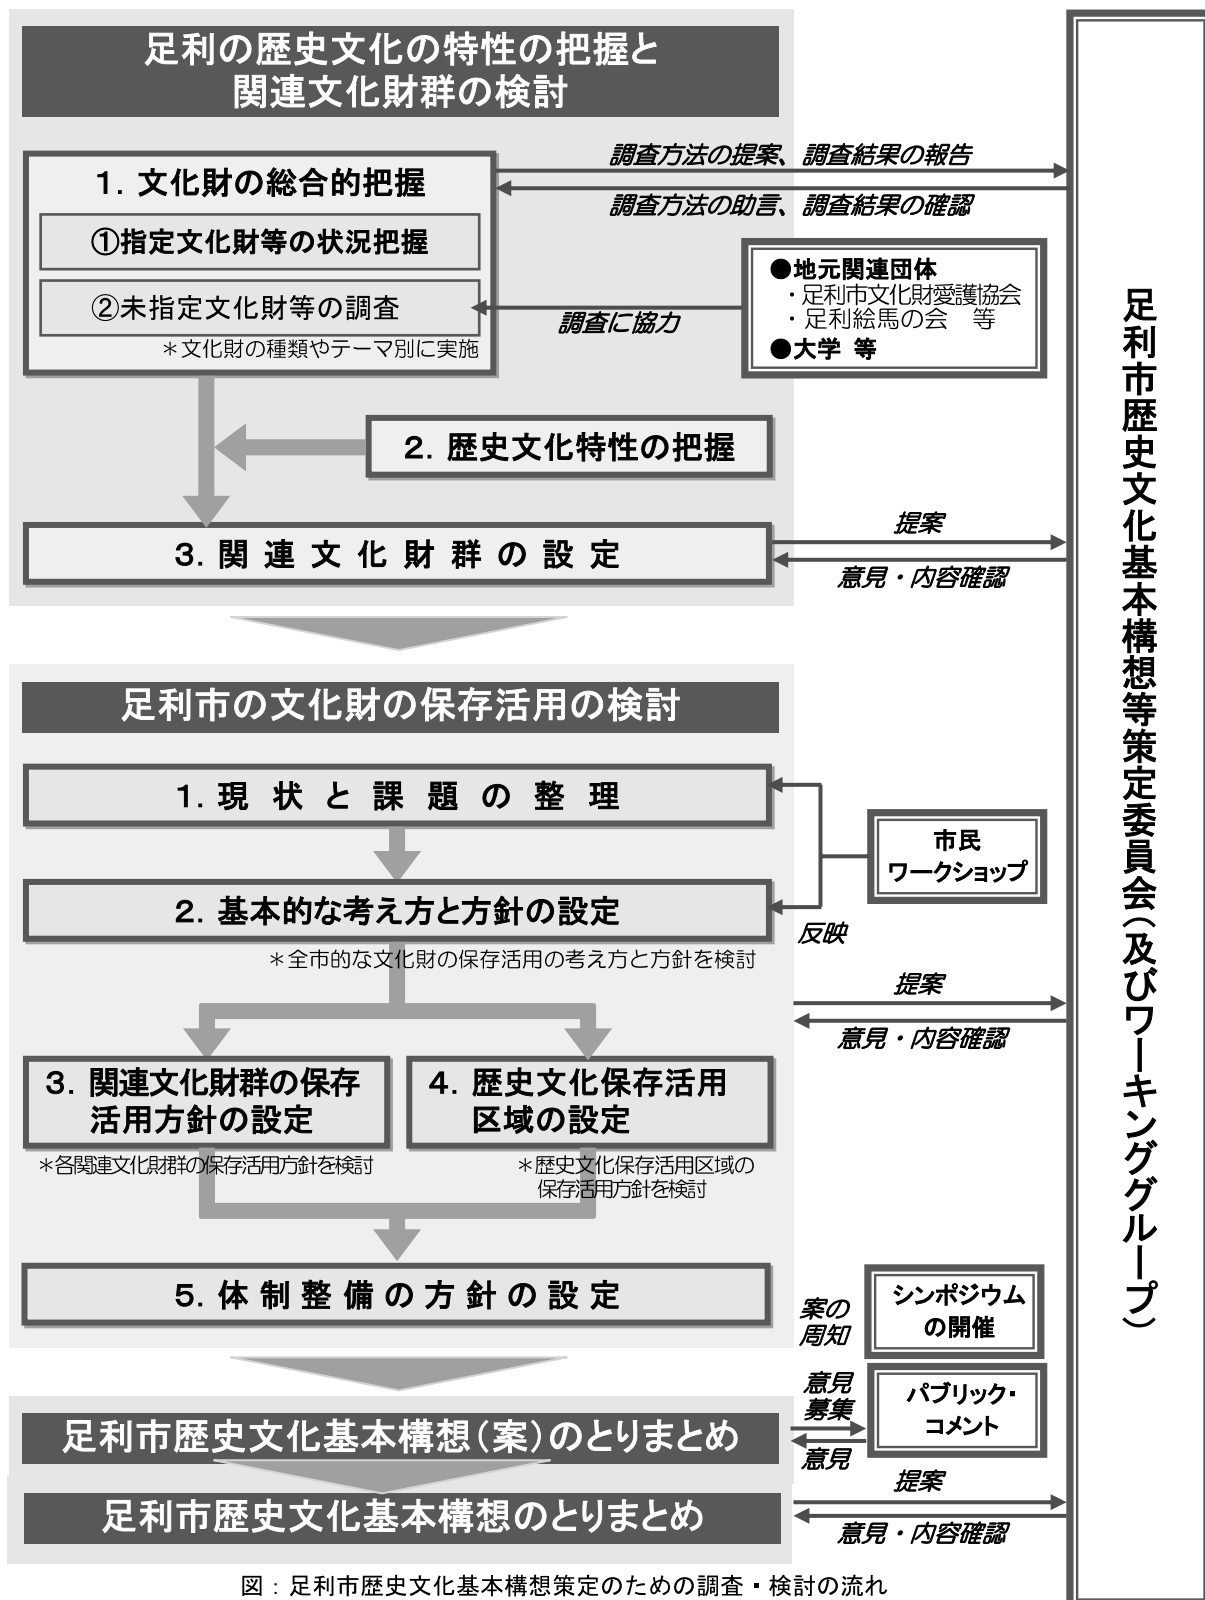 足利の歴史文化の特性の把握と
関連文化財群の検討
1．文化財の総合的把握
①指定文化財等の状況把握
②未指定文化財等の調査
＊文化財の種類やテーマ別に実施
調査方法の提案、調査結果の報告
調査方法の助言、調査結果の確認
●地元関連団体
・足利市文化財愛護協会
・足利絵馬の会　等
●大学 等
調査に協力
2．歴史文化特性の把握
3．関連文化財群の設定
提案
意見・内容確認
足利市の文化財の保存活用の検討
1．現状と課題の整理
2．基本的な考え方と方針の設定
＊全市的な文化財の保存活用の考え方と方針を検討
市民
ワークショップ
反映
提案
意見・内容確認
3．関連文化財群の保存
活用方針の設定
＊各関連文化財群の保存活用方針を検討
4．歴史文化保存活用
区域の設定
＊歴史文化保存活用区域の
保存活用方針を検討
5．体制整備の方針の設定
案の
周知
シンポジウム
の開催
意見
募集
意見
パブリック・
コメント
足利市歴史文化基本構想（案）のとりまとめ
足利市歴史文化基本構想のとりまとめ
提案
意見・内容確認
足利市歴史文化基本構想等策定委員会（及びワーキンググループ）
図：足利市歴史文化基本構想策定のための調査・検討の流れ